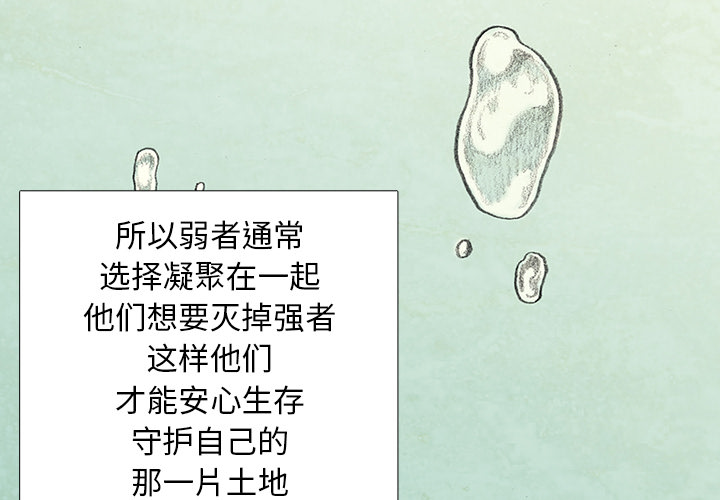 所以弱者通常
选择凝聚在一起
他们想要灭掉强者
这样他们
才能安心生存
守护自己的
那一片土地